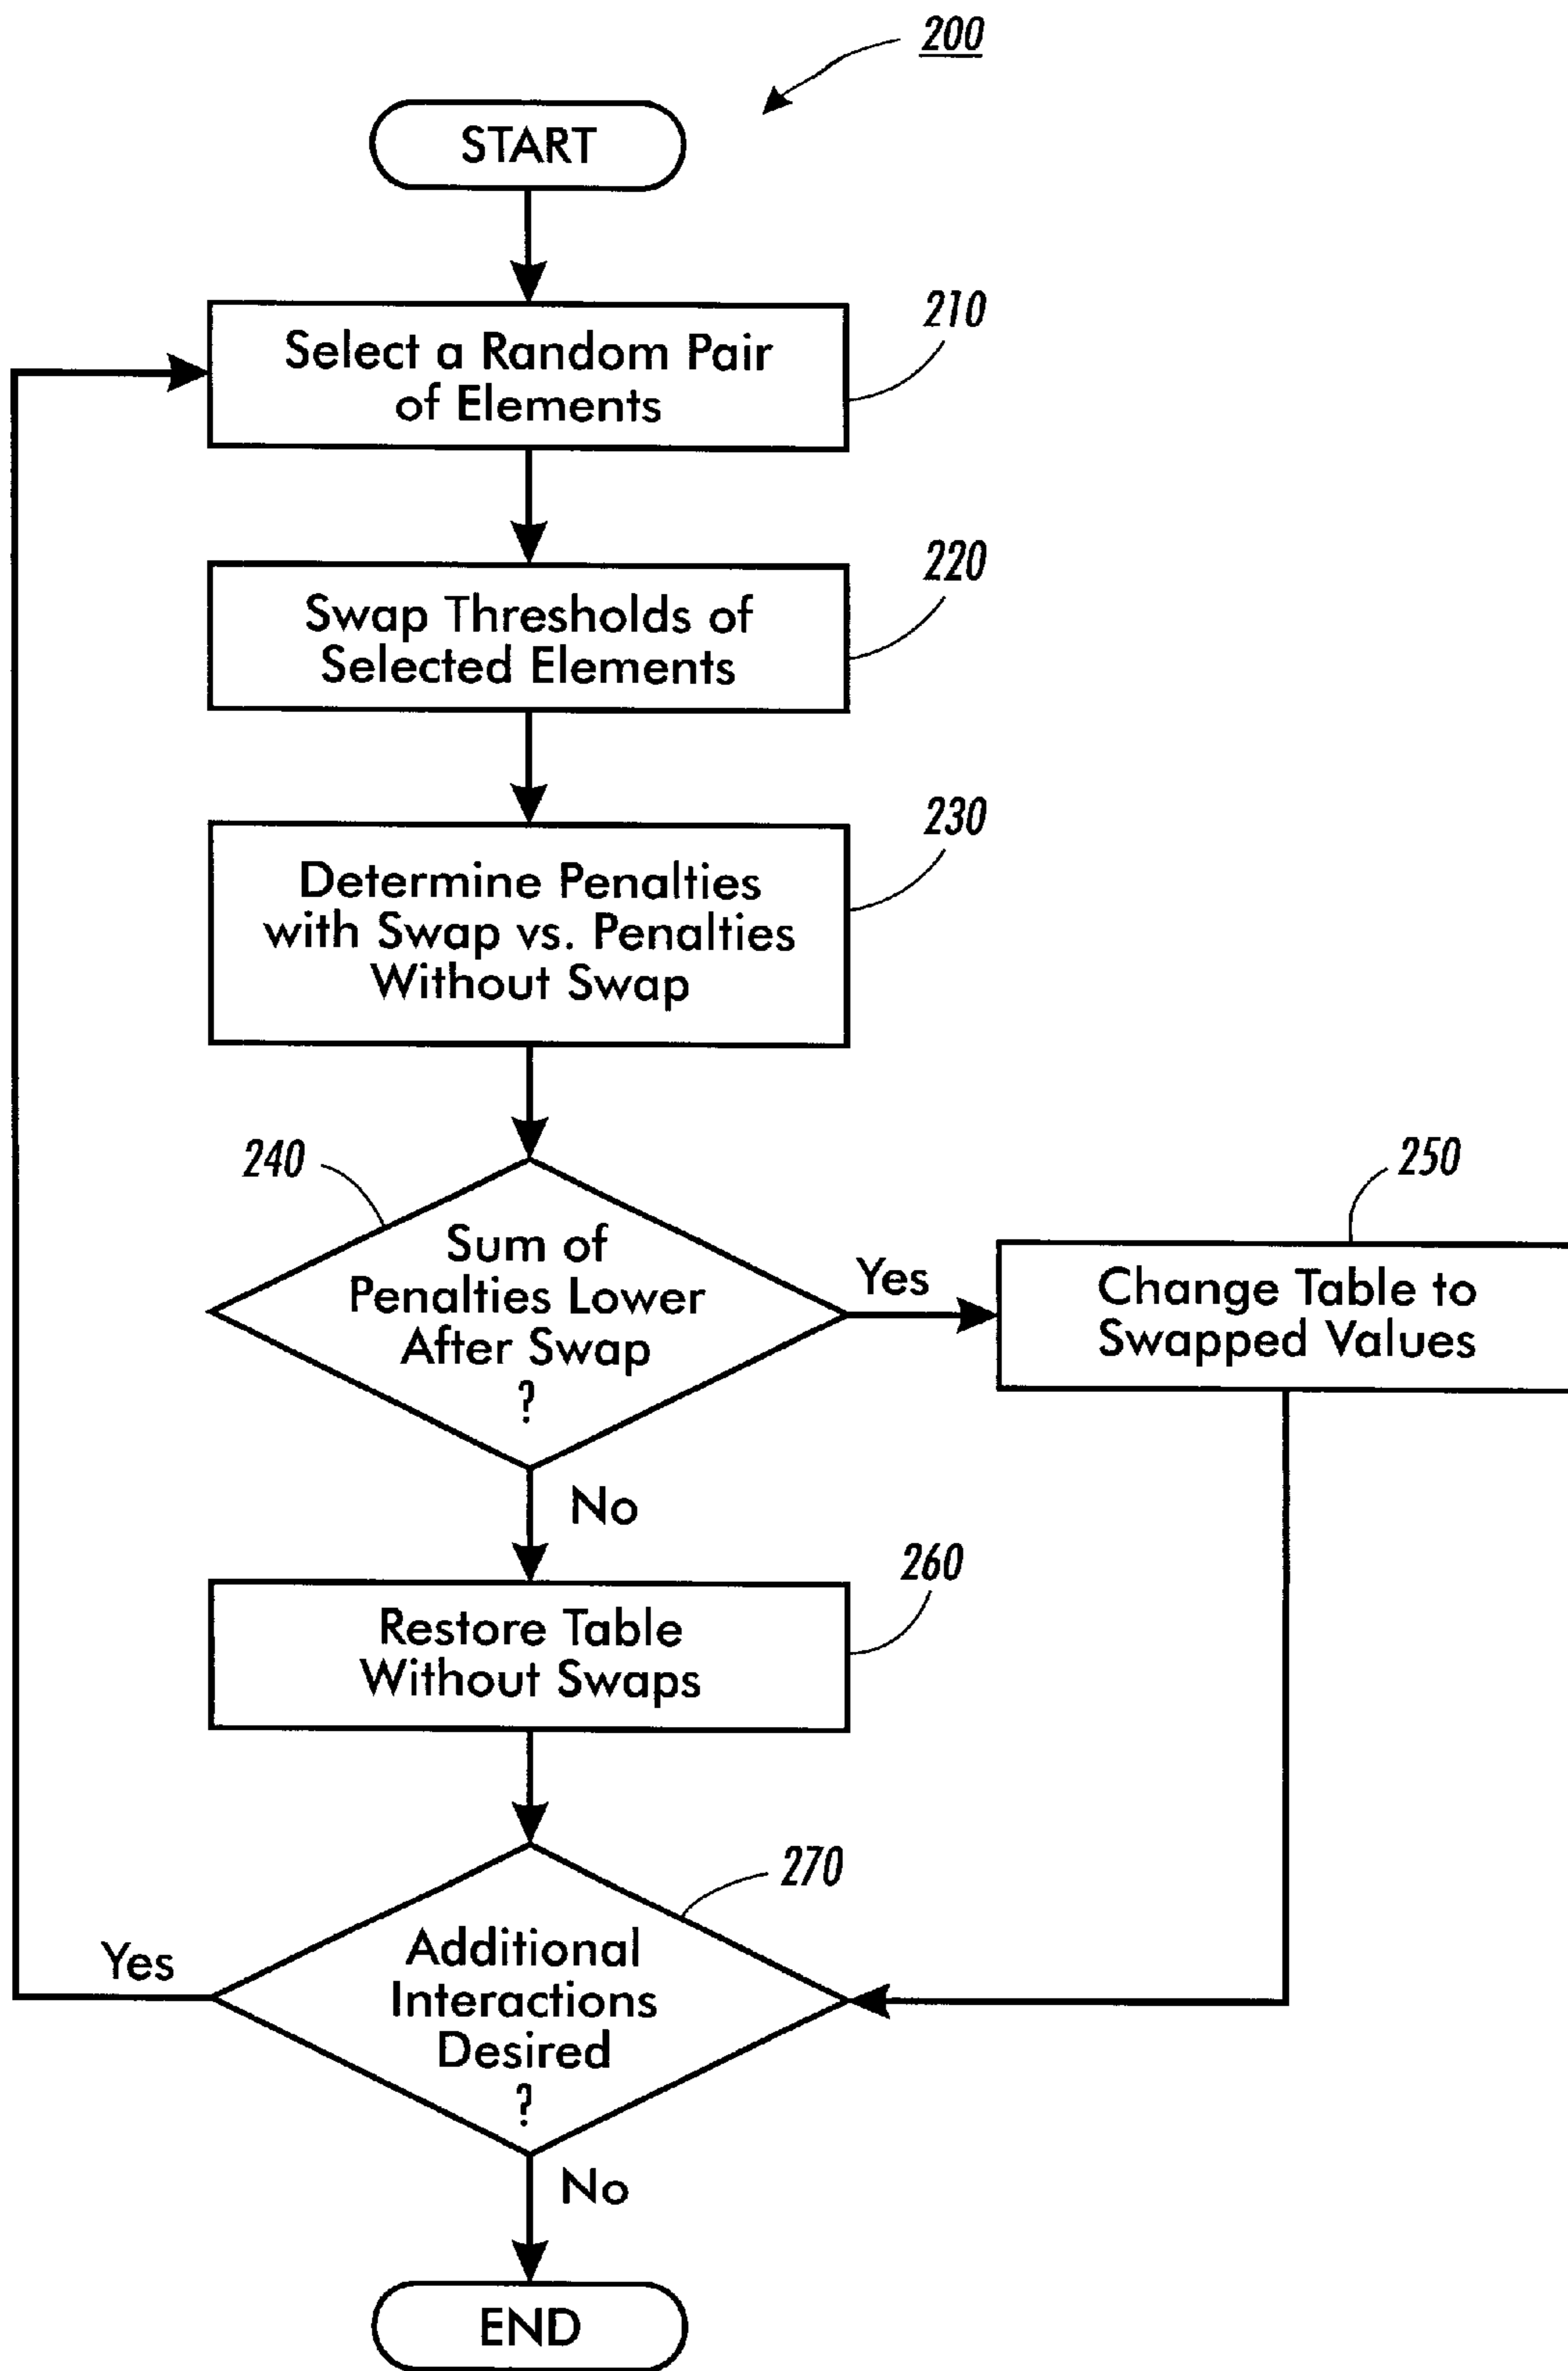 200
START
210
Select a Random Pair
of Elements
220
Swap Thresholds of
Selected Elements
230
Determine Penalties
with Swap vs. Penalties
Without Swap
240
Sum of
Penalties Lower
After Swap
?
Yes
250
Change Table to
Swapped Values
No
260
Restore Table
Without Swaps
270
Additional
Interactions
Desired
?
Yes
No
END